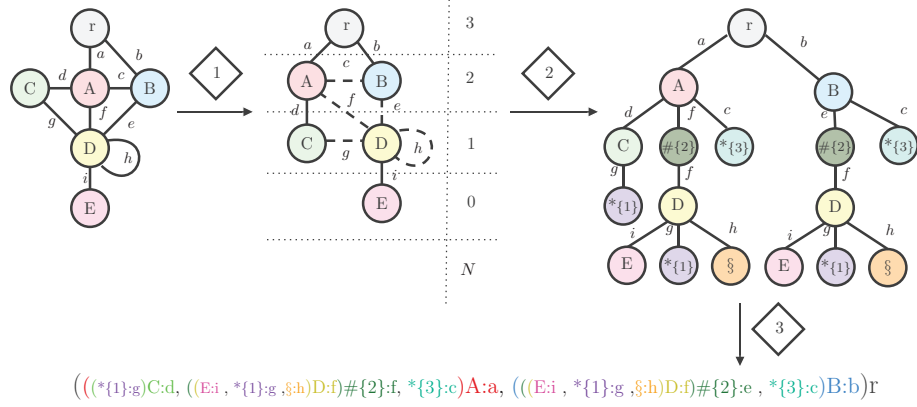 r
a
b
C
d
A
c
B
g
f
e
D
h
i
E
1
r
a
b
3
A
c
B
2
d
f
e
C
g
D
h
1
i
E
0
N
2
r
a
b
A
B
d
f
c
e
c
C
#{2}
*{3}
#{2}
*{3}
g
f
f
*{1}
D
D
i
g
h
i
g
h
E
*{1}
§
E
*{1}
§
3
(((*{1}:g)C:d, ((E:i , *{1}:g ,§:h)D:f)#{2}:f, *{3}:c)A:a, (((E:i , *{1}:g ,§:h)D:f)#{2}:e , *{3}:c)B:b)r